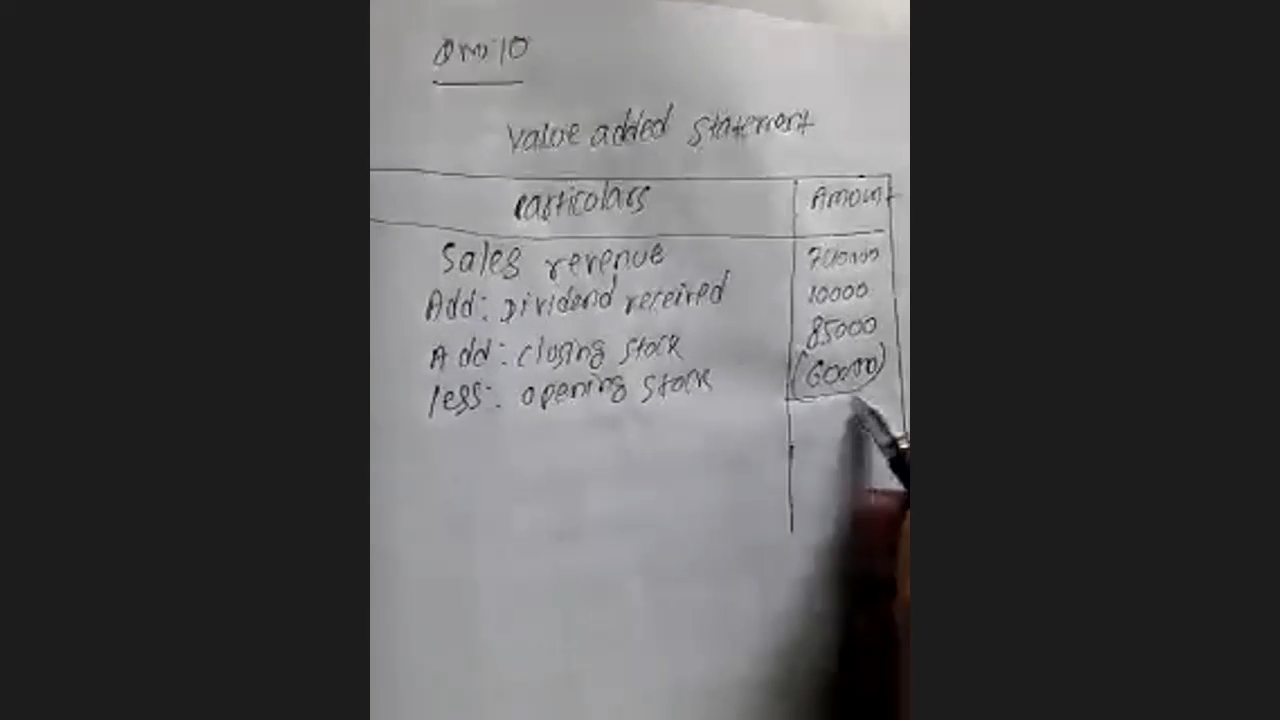 Qno:10
Value added statement
Particulars Amount
Sales revenue 700000
Add: Dividend received 10000
Add: closing stock 85000
less: opening stock (60000)